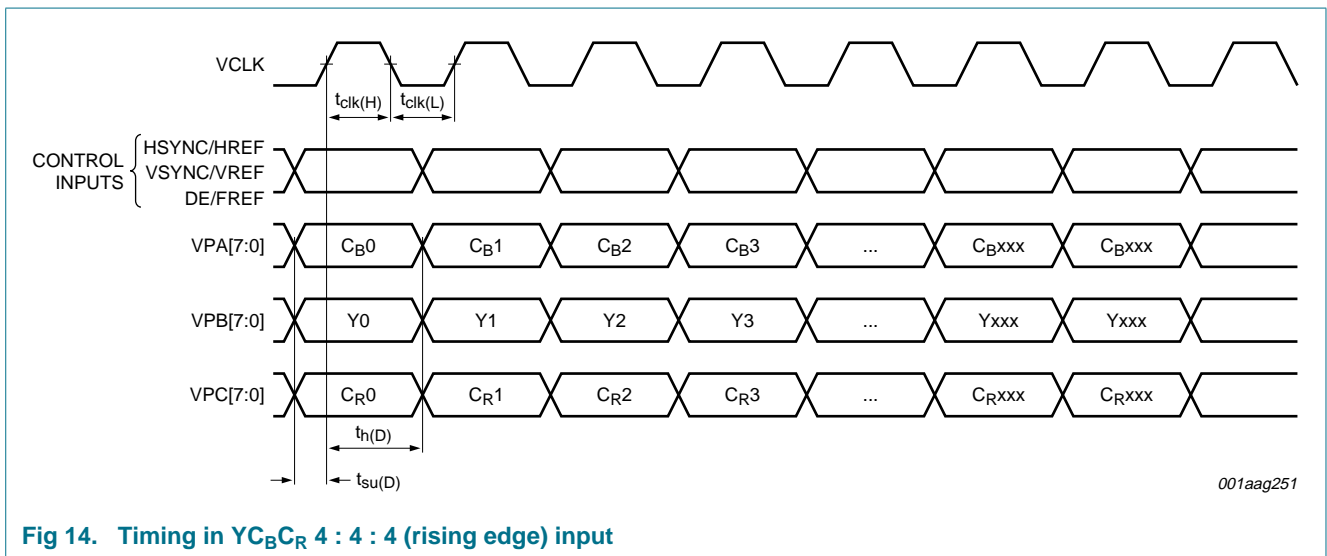 VCLK
tclk(H) tclk(L)
CONTROL INPUTS
HSYNC/HREF
VSYNC/VREF
DE/FREF
VPA[7:0] CB0 CB1 CB2 CB3 ... CBxxx CBxxx
VPB[7:0] Y0 Y1 Y2 Y3 ... Yxxx Yxxx
VPC[7:0] CR0 CR1 CR2 CR3 ... CRxxx CRxxx
th(D)
tsu(D)
001aag251
Fig 14. Timing in YCBCR 4 : 4 : 4 (rising edge) input